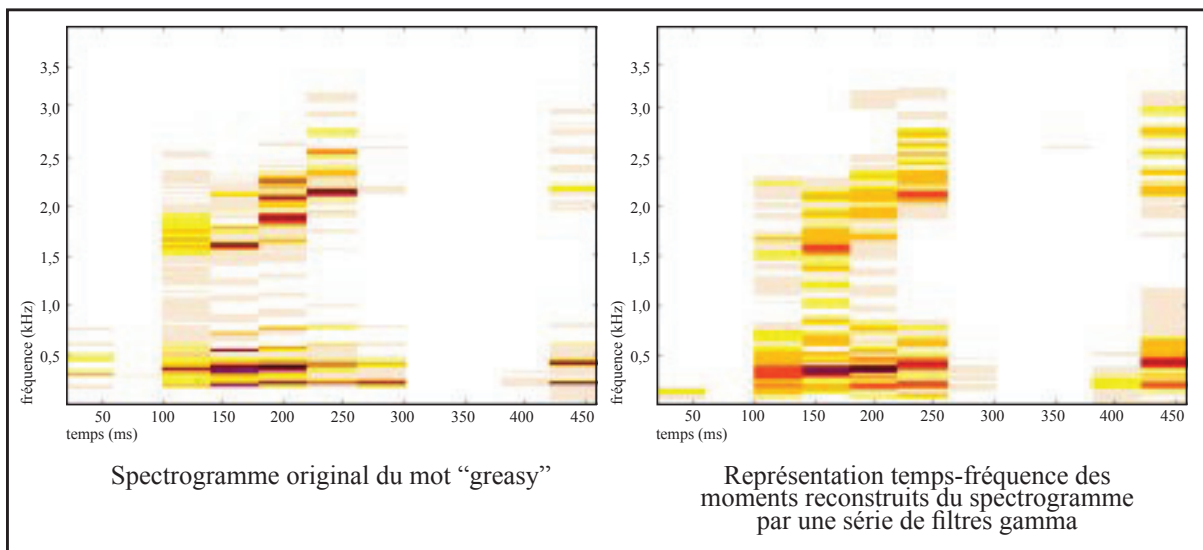 3,5
3,0
2,5
2,0
1,5
1,0
0,5
fréquence (kHz)
50 100 150 200 250 300 350 400 450
temps (ms)
Spectrogramme original du mot “greasy”
3,5
3,0
2,5
2,0
1,5
1,0
0,5
fréquence (kHz)
50 100 150 200 250 300 350 400 450
temps (ms)
Représentation temps-fréquence des
moments reconstruits du spectrogramme
par une série de filtres gamma